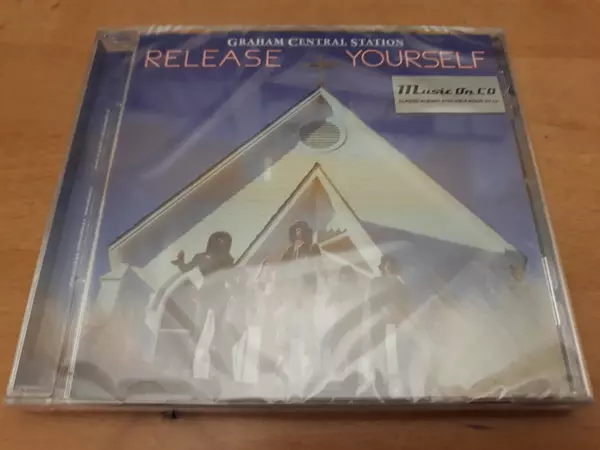 GRAHAM CENTRAL STATION
RELEASE YOURSELF
Music On CD